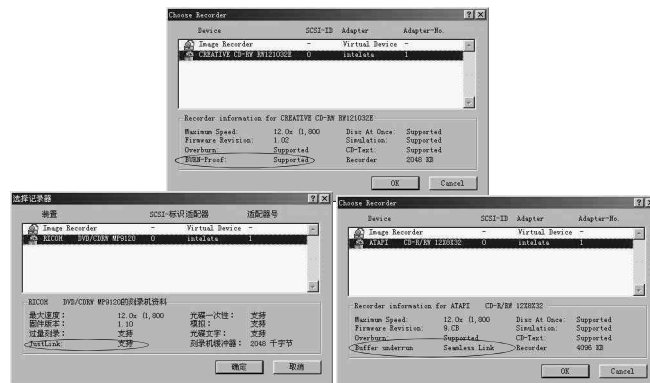 Choose Recorder
Device SCSI-ID Adapter Adapter-No.
Image Recorder - Virtual Device -
CREATIVE CD-RW RW121032E 0 intelata 1
Recorder information for CREATIVE CD-RW RW121032E
Maximum Speed: 12.0x (1,800 Disc At Once: Supported
Firmware Revision: 1.02 Simulation: Supported
Overburn: Supported CD-Text: Supported
BURN-Proof: Supported Recorder 2048 KB
OK Cancel
选择记录器
装置 SCSI-标识 适配器 适配器号
Image Recorder - Virtual Device -
RICOH DVD/CDRW MP9120 0 intelata 1
RICOH DVD/CDRW MP9120的刻录机资料
最大速度: 12.0x (1,800 光碟一次性: 支持
固件版本: 1.10 模拟: 支持
过量刻录: 支持 光碟文字: 支持
JustLink: 支持 刻录机缓冲器: 2048 千字节
确定 取消
Choose Recorder
Device SCSI-ID Adapter Adapter-No.
Image Recorder - Virtual Device -
ATAPI CD-R/RW 12X8X32 0 intelata 1
Recorder information for ATAPI CD-R/RW 12X8X32
Maximum Speed: 12.0x (1,800 Disc At Once: Supported
Firmware Revision: 9.CB Simulation: Supported
Overburn: Supported CD-Text: Supported
Buffer underrun Seamless Link Recorder 4096 KB
OK Cancel